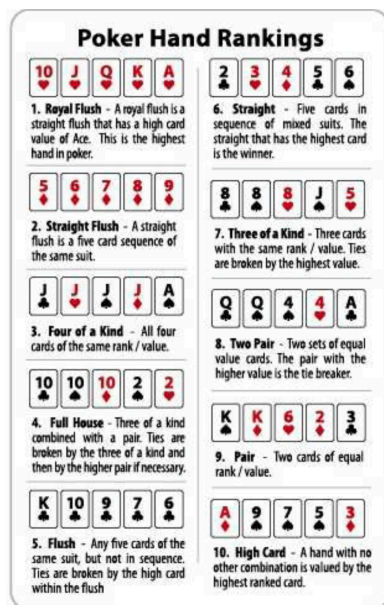 Poker Hand Rankings
10 J Q K A
1. Royal Flush - A royal flush is a
straight flush that has a high card
value of Ace. This is the highest
hand in poker.
5 6 7 8 9
2. Straight Flush - A straight
flush is a five card sequence of
the same suit.
J J J J A
3. Four of a Kind - All four
cards of the same rank / value.
10 10 10 2 2
4. Full House - Three of a kind
combined with a pair. Ties are
broken by the three of a kind and
then by the higher pair if necessary.
K 10 9 7 6
5. Flush - Any five cards of the
same suit, but not in sequence.
Ties are broken by the high card
within the flush
2 3 4 5 6
6. Straight - Five cards in
sequence of mixed suits. The
straight that has the highest card
is the winner.
8 8 8 J 5
7. Three of a Kind - Three cards
with the same rank / value. Ties
are broken by the highest value.
Q Q 4 4 A
8. Two Pair - Two sets of equal
value cards. The pair with the
higher value is the tie breaker.
K K 6 2 3
9. Pair - Two cards of equal
rank / value.
A 9 7 5 3
10. High Card - A hand with no
other combination is valued by the
highest ranked card.